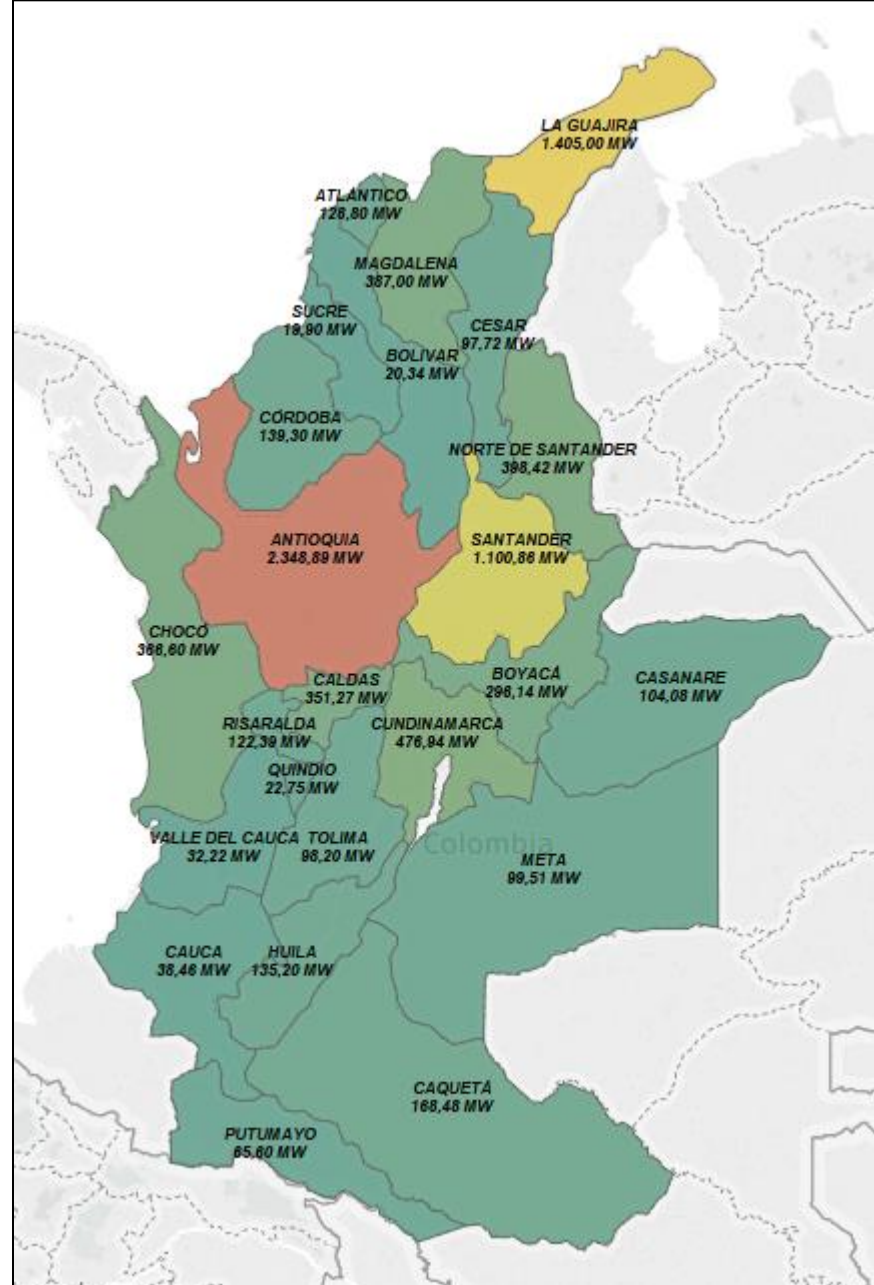 LA GUAJIRA
1.405,00 MW
ATLÁNTICO
128,80 MW
MAGDALENA
387,00 MW
SUCRE
19,90 MW
CESAR
97,72 MW
BOLIVAR
20,34 MW
CÓRDOBA
139,30 MW
NORTE DE SANTANDER
398,42 MW
ANTIOQUIA
2.348,89 MW
SANTANDER
1.100,86 MW
CHOCÓ
366,60 MW
CALDAS
351,27 MW
BOYACÁ
296,14 MW
CASANARE
104,08 MW
RISARALDA
122,39 MW
CUNDINAMARCA
476,94 MW
QUINDIO
22,75 MW
VALLE DEL CAUCA
32,22 MW
TOLIMA
98,20 MW
Colombia
META
99,51 MW
CAUCA
38,46 MW
HUILA
135,20 MW
CAQUETÁ
168,48 MW
PUTUMAYO
65,60 MW